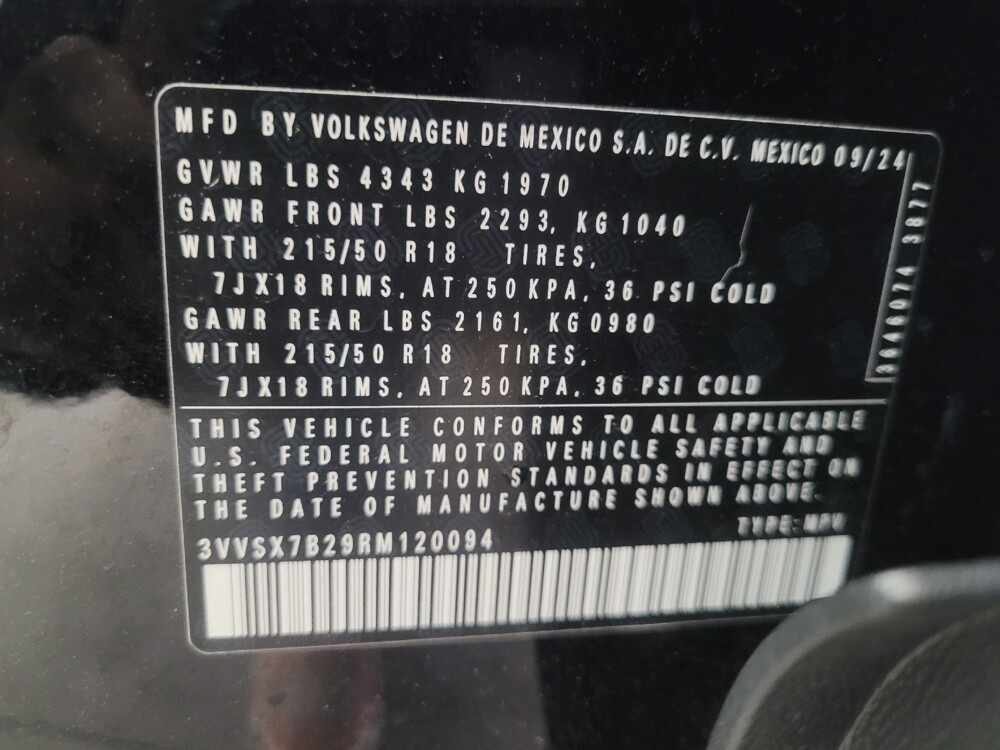 MFD BY VOLKSWAGEN DE MEXICO S.A. DE C.V. MEXICO 09/24
GVWR LBS 4343 KG 1970
GAWR FRONT LBS 2293, KG 1040
WITH 215/50 R18 TIRES,
7JX18 RIMS, AT 250 KPA, 36 PSI COLD
GAWR REAR LBS 2161, KG 0980
WITH 215/50 R18 TIRES,
7JX18 RIMS, AT 250 KPA, 36 PSI COLD
3646074 3877
THIS VEHICLE CONFORMS TO ALL APPLICABLE
U.S. FEDERAL MOTOR VEHICLE SAFETY AND
THEFT PREVENTION STANDARDS IN EFFECT ON
THE DATE OF MANUFACTURE SHOWN ABOVE.
TYPE: MPV
3VVSX7B29RM120094